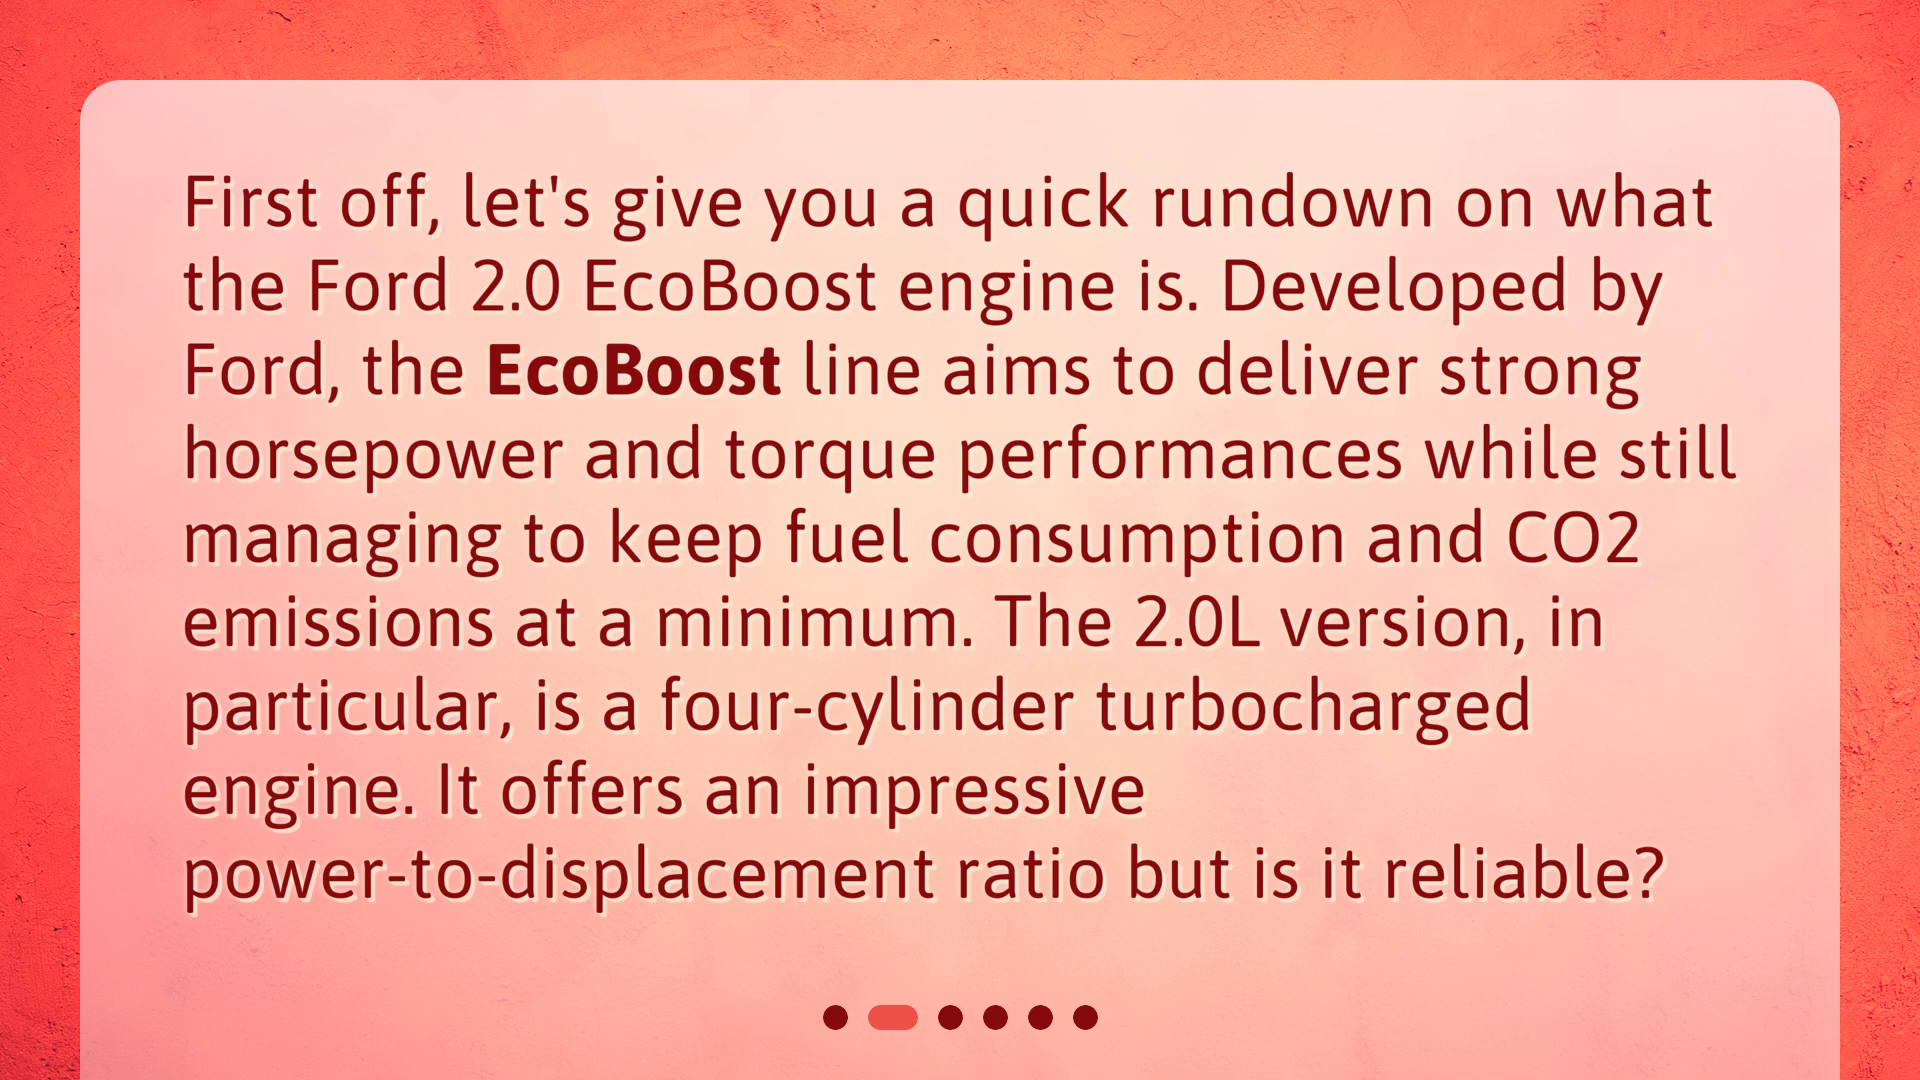 First off, let's give you a quick rundown on what
the Ford 2.0 EcoBoost engine is. Developed by
Ford, the EcoBoost line aims to deliver strong
horsepower and torque performances while still
managing to keep fuel consumption and CO2
emissions at a minimum. The 2.0L version, in
particular, is a four-cylinder turbocharged
engine. It offers an impressive
power-to-displacement ratio but is it reliable?